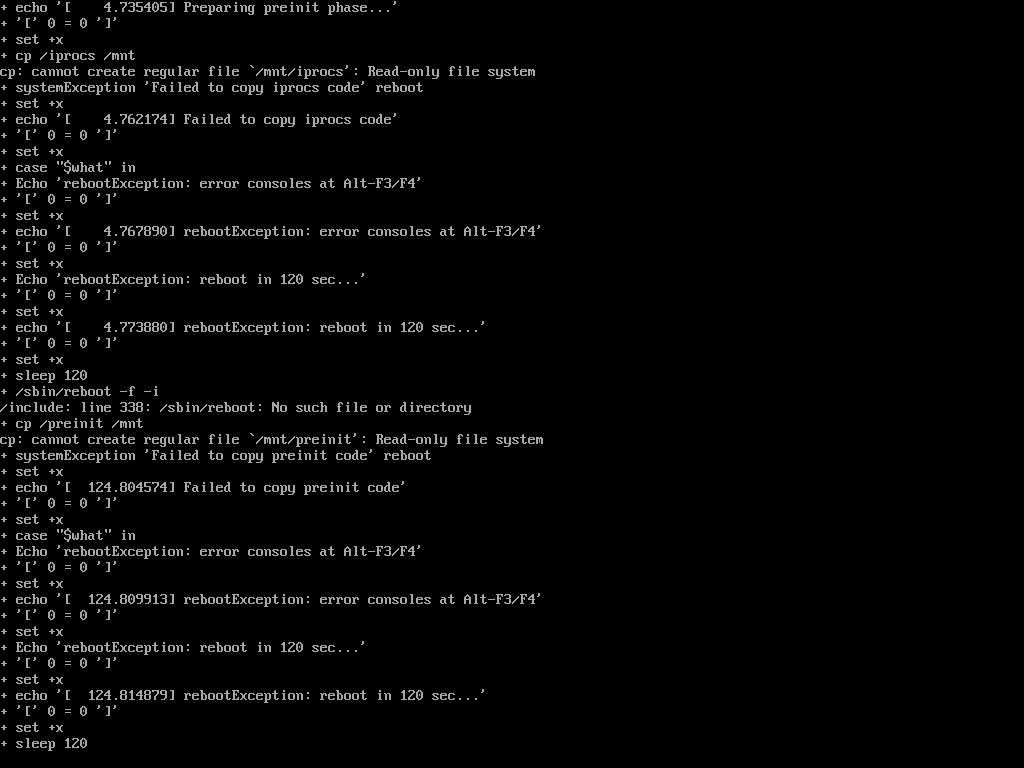 + echo '[    4.735405] Preparing preinit phase...'
+ '[' 0 = 0 ']'
+ set +x
+ cp /iprocs /mnt
cp: cannot create regular file `/mnt/iprocs': Read-only file system
+ systemException 'Failed to copy iprocs code' reboot
+ set +x
+ echo '[    4.762174] Failed to copy iprocs code'
+ '[' 0 = 0 ']'
+ set +x
+ case "$what" in
+ Echo 'rebootException: error consoles at Alt-F3/F4'
+ '[' 0 = 0 ']'
+ set +x
+ echo '[    4.767890] rebootException: error consoles at Alt-F3/F4'
+ '[' 0 = 0 ']'
+ set +x
+ Echo 'rebootException: reboot in 120 sec...'
+ '[' 0 = 0 ']'
+ set +x
+ echo '[    4.773880] rebootException: reboot in 120 sec...'
+ '[' 0 = 0 ']'
+ set +x
+ sleep 120
+ /sbin/reboot -f -i
/include: line 338: /sbin/reboot: No such file or directory
+ cp /preinit /mnt
cp: cannot create regular file `/mnt/preinit': Read-only file system
+ systemException 'Failed to copy preinit code' reboot
+ set +x
+ echo '[  124.804574] Failed to copy preinit code'
+ '[' 0 = 0 ']'
+ set +x
+ case "$what" in
+ Echo 'rebootException: error consoles at Alt-F3/F4'
+ '[' 0 = 0 ']'
+ set +x
+ echo '[  124.809913] rebootException: error consoles at Alt-F3/F4'
+ '[' 0 = 0 ']'
+ set +x
+ Echo 'rebootException: reboot in 120 sec...'
+ '[' 0 = 0 ']'
+ set +x
+ echo '[  124.814879] rebootException: reboot in 120 sec...'
+ '[' 0 = 0 ']'
+ set +x
+ sleep 120